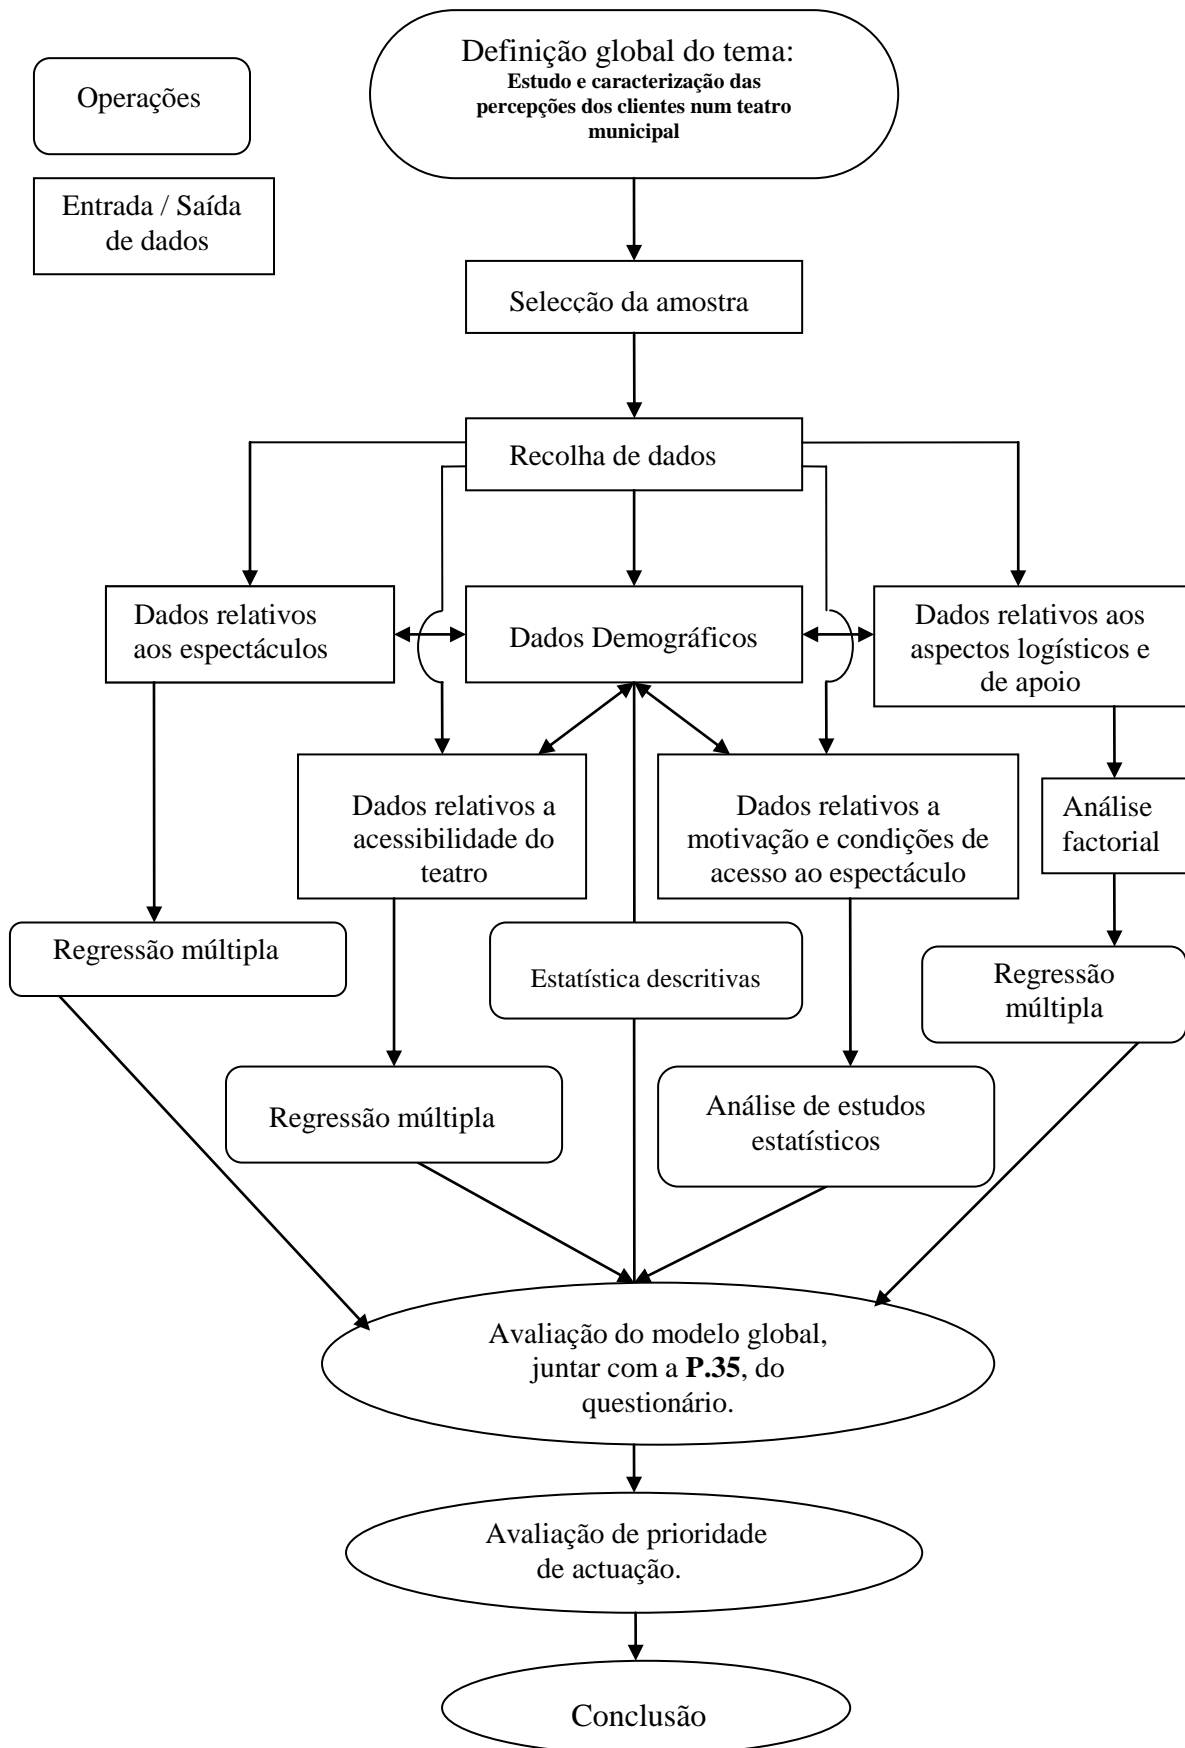 Definição global do tema:
Estudo e caracterização das
percepções dos clientes num teatro
municipal
Operações
Entrada / Saída
de dados
Selecção da amostra
Recolha de dados
Dados relativos
aos espectáculos
Dados Demográficos
Dados relativos aos
aspectos logísticos e
de apoio
Dados relativos a
acessibilidade do
teatro
Dados relativos a
motivação e condições de
acesso ao espectáculo
Análise
factorial
Regressão múltipla
Estatística descritivas
Regressão
múltipla
Regressão múltipla
Análise de estudos
estatísticos
Avaliação do modelo global,
juntar com a P.35, do
questionário.
Avaliação de prioridade
de actuação.
Conclusão